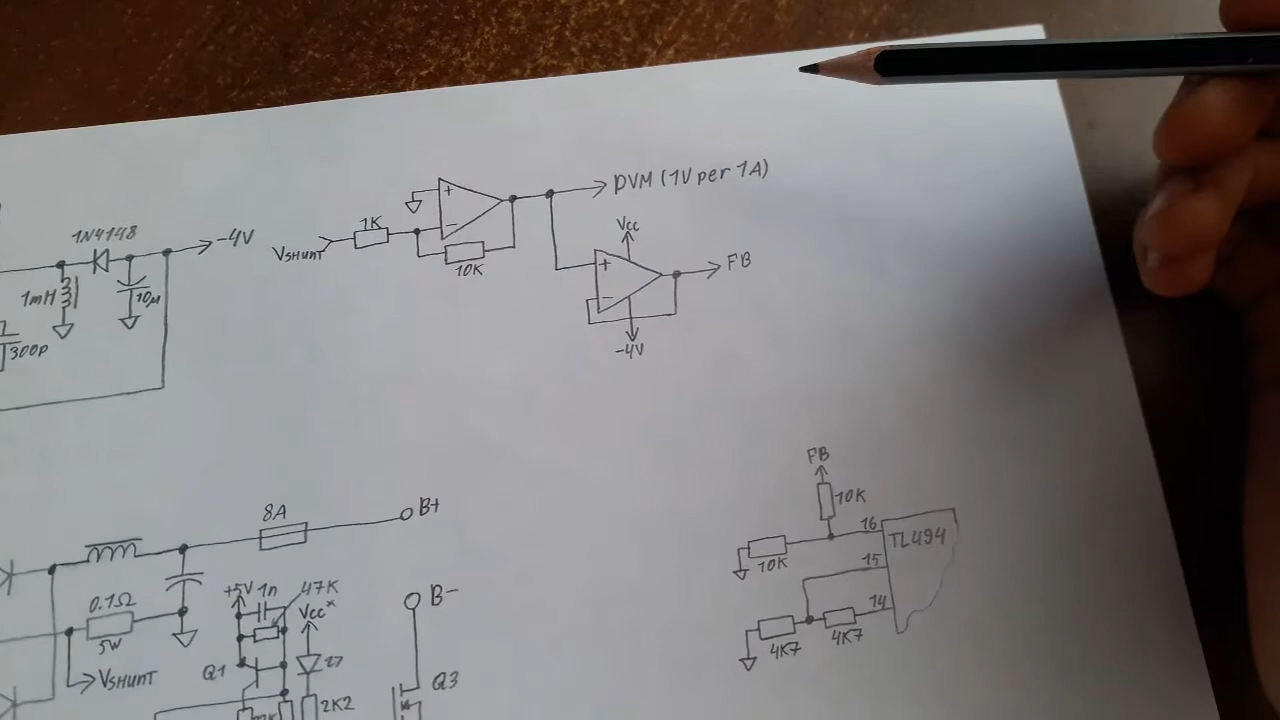 1N4148
-4V
1mH
10μ
300p
VSHUNT
1K
+
-
10K
DVM (1V per 1A)
Vcc
+
-
FB
-4V
8A
B+
0.1Ω
5W
VSHUNT
+5V 1n 47K
Vcc*
Q1
2K2
B-
Q3
FB
10K
10K
16
TL494
15
14
4K7
4K7